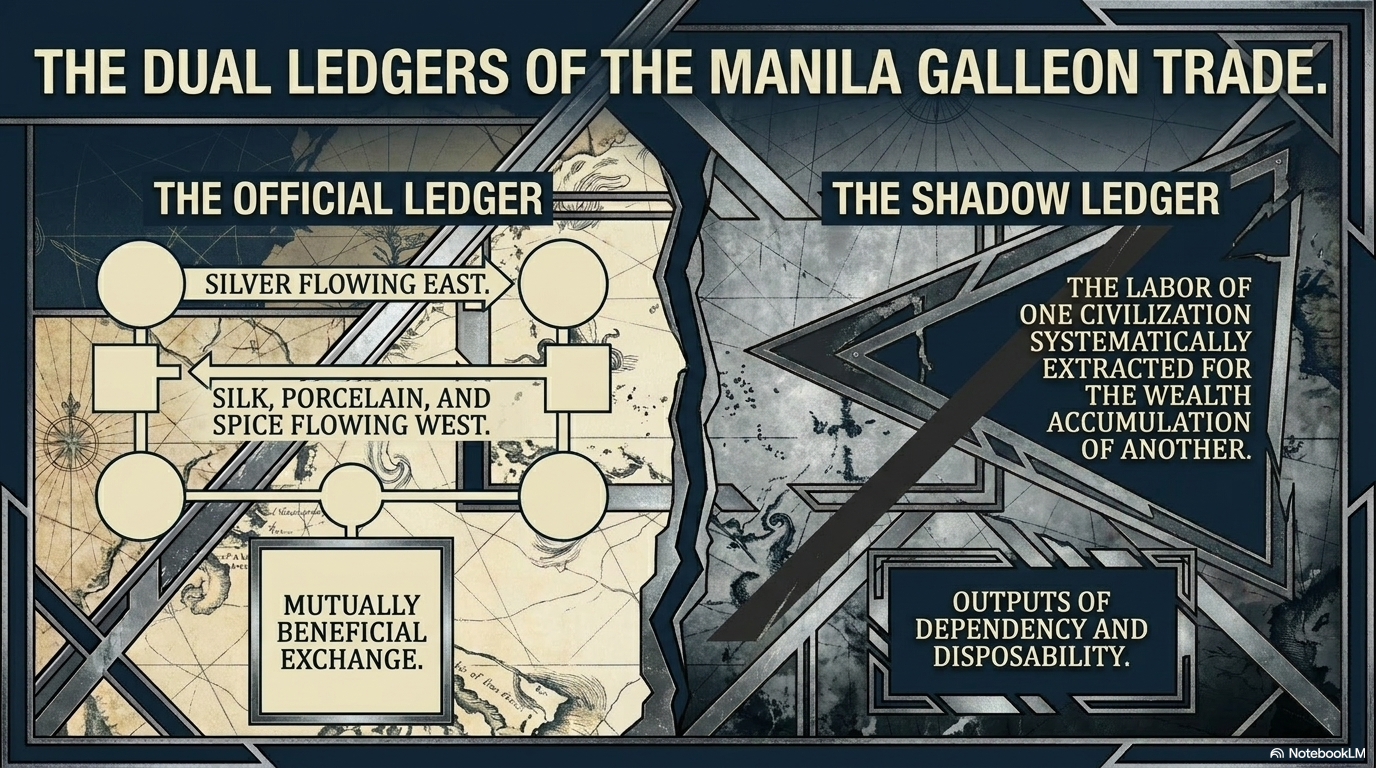 THE DUAL LEDGERS OF THE MANILA GALLEON TRADE.
THE OFFICIAL LEDGER
SILVER FLOWING EAST.
SILK, PORCELAIN, AND
SPICE FLOWING WEST.
MUTUALLY
BENEFICIAL
EXCHANGE.
THE SHADOW LEDGER
THE LABOR OF
ONE CIVILIZATION
SYSTEMATICALLY
EXTRACTED FOR
THE WEALTH
ACCUMULATION
OF ANOTHER.
OUTPUTS OF
DEPENDENCY AND
DISPOSABILITY.
NotebookLM